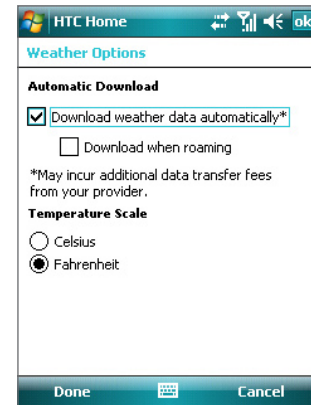 HTC Home
ok
Weather Options
Automatic Download
Download weather data automatically*
Download when roaming
*May incur additional data transfer fees
from your provider.
Temperature Scale
Celsius
Fahrenheit
Done
Cancel